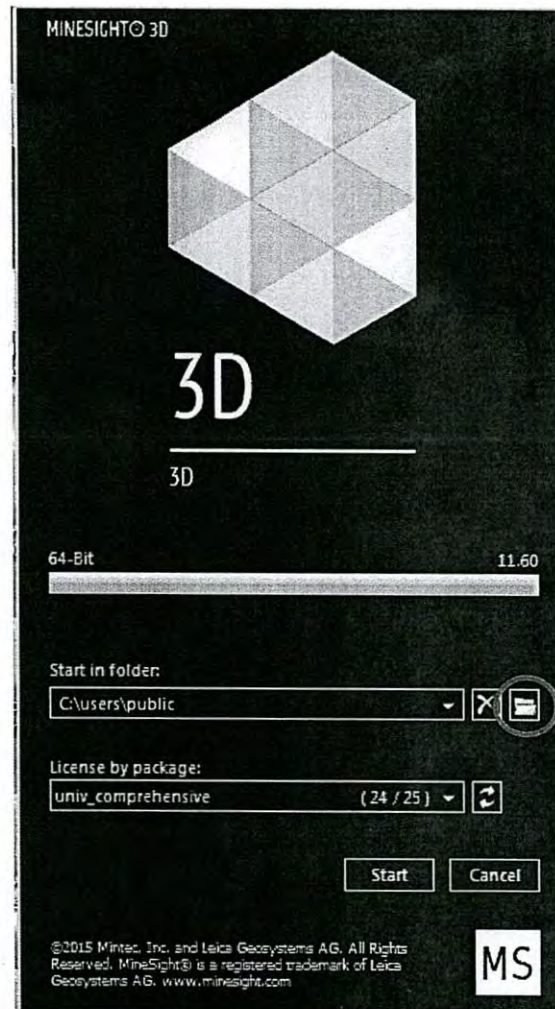 MINESIGHT® 3D
3D
3D
64-Bit 11.60
Start in folder:
C:\users\public
License by package:
univ_comprehensive (24 / 25)
Start Cancel
©2015 Mintec, Inc. and Leica Geosystems AG. All Rights
Reserved. MineSight® is a registered trademark of Leica
Geosystems AG. www.minesight.com
MS